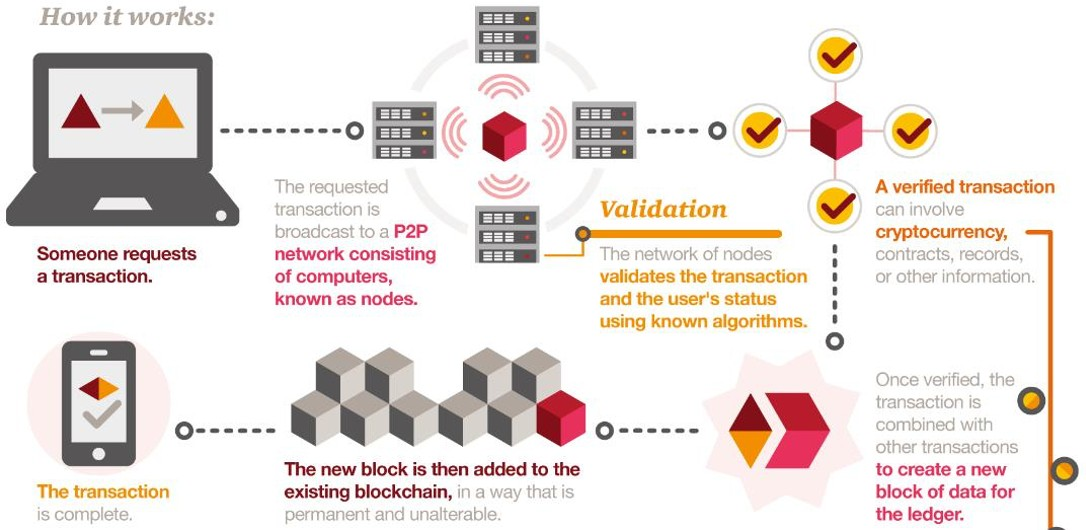 How it works:
Someone requests
a transaction.
The requested
transaction is
broadcast to a P2P
network consisting
of computers,
known as nodes.
Validation
The network of nodes
validates the transaction
and the user's status
using known algorithms.
A verified transaction
can involve
cryptocurrency,
contracts, records,
or other information.
Once verified, the
transaction is
combined with
other transactions
to create a new
block of data for
the ledger.
The new block is then added to the
existing blockchain, in a way that is
permanent and unalterable.
The transaction
is complete.